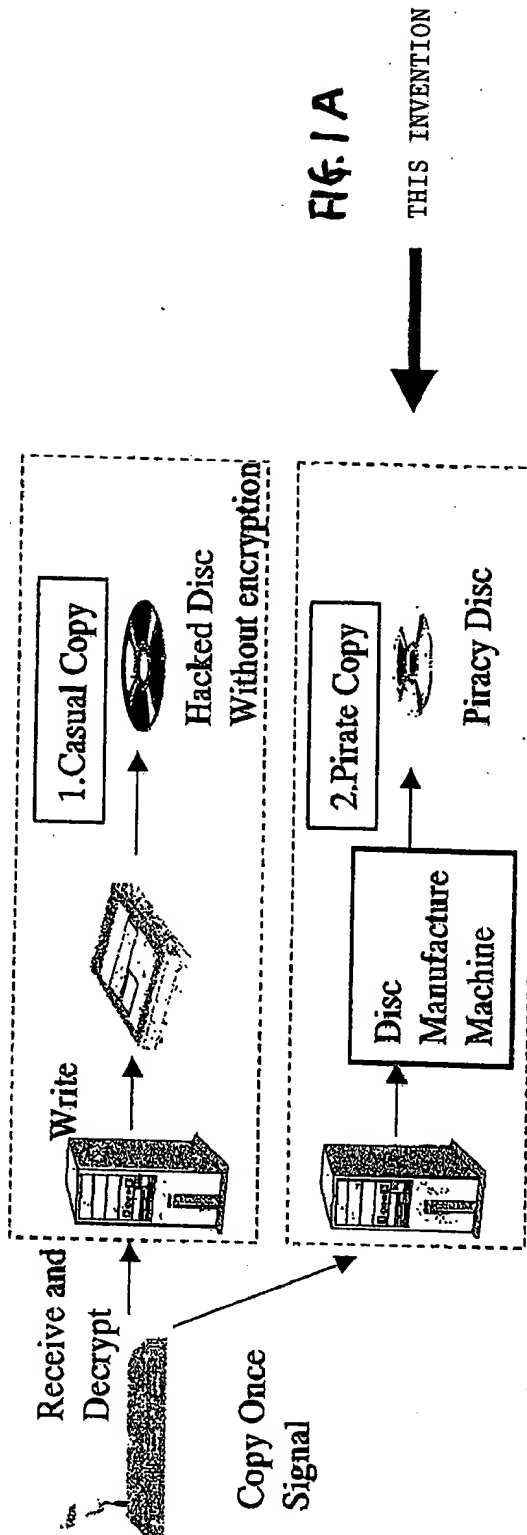 Receive and
Decrypt
Copy Once
Signal
Write
1.Casual Copy
Hacked Disc
Without encryption
Disc
Manufacture
Machine
2.Pirate Copy
Piracy Disc
FIG. 1A
THIS INVENTION